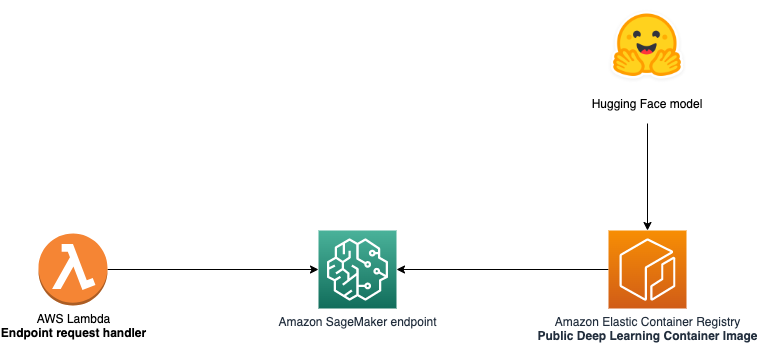 Hugging Face model
AWS Lambda
Endpoint request handler
Amazon SageMaker endpoint
Amazon Elastic Container Registry
Public Deep Learning Container Image